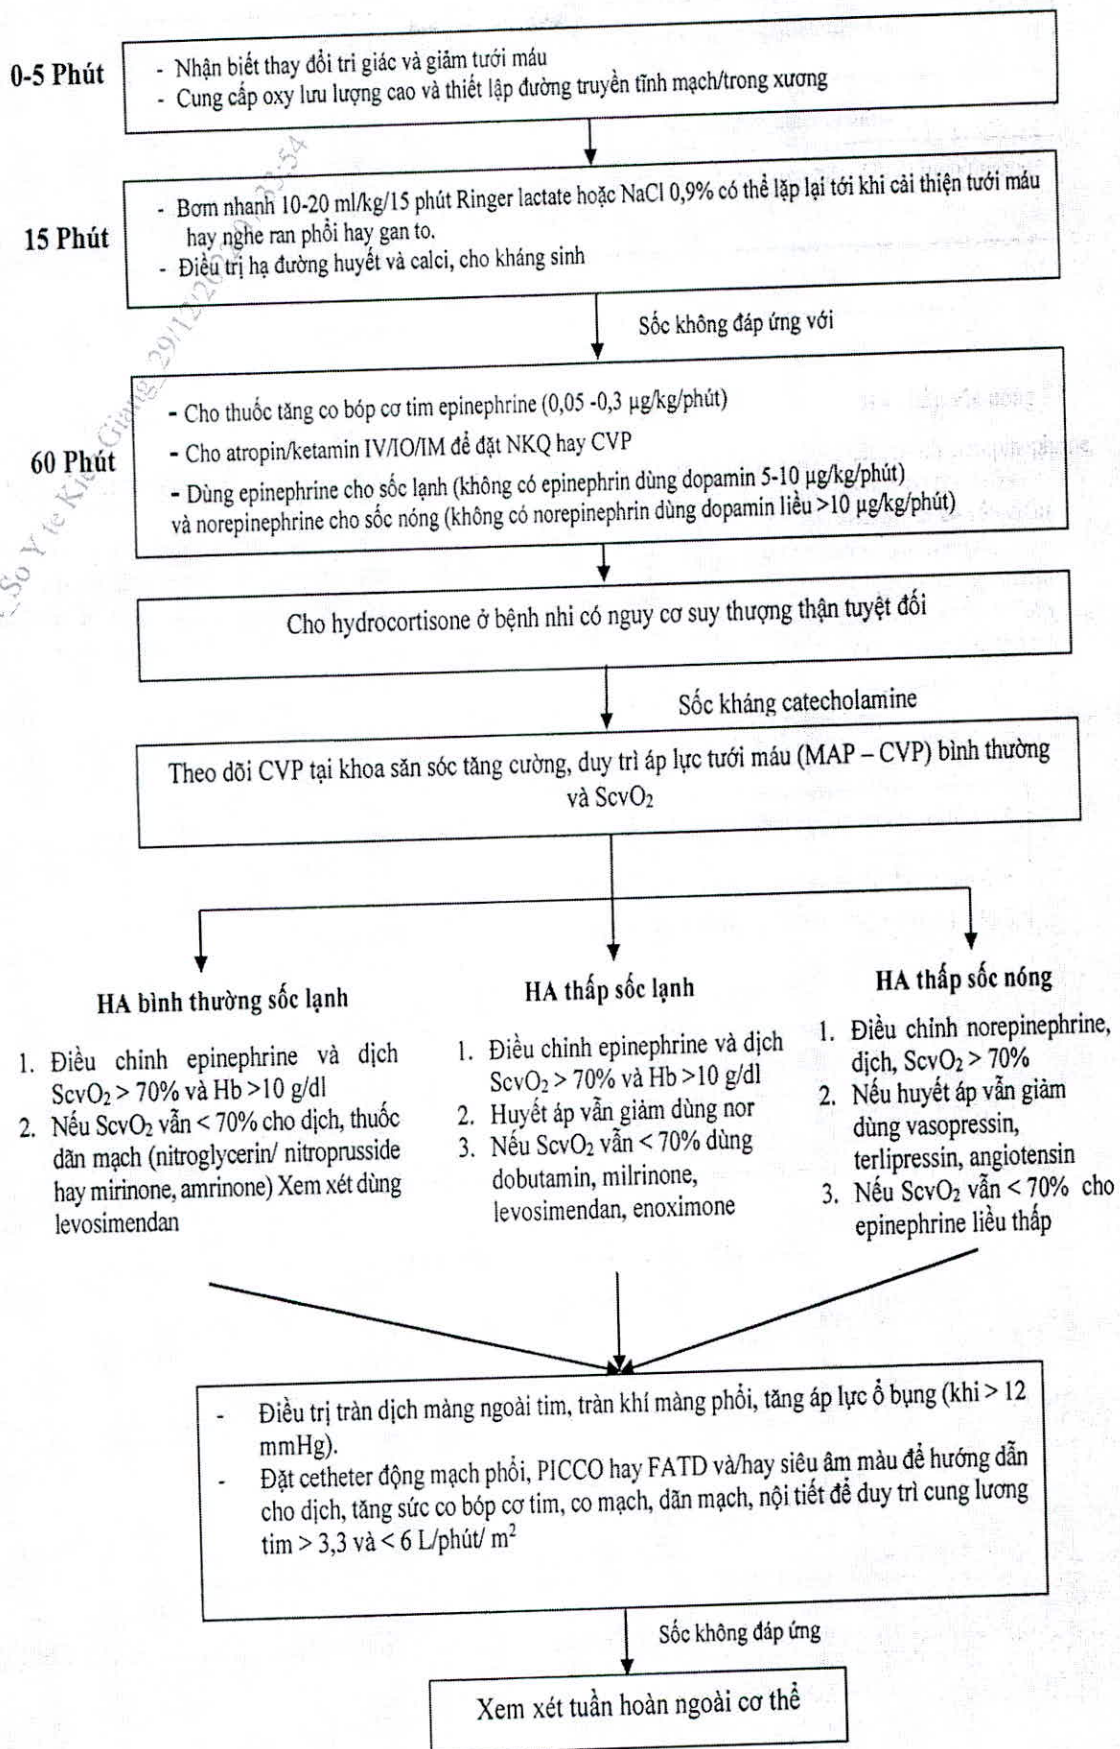 0-5 Phút
- Nhận biết thay đổi tri giác và giảm tưới máu
- Cung cấp oxy lưu lượng cao và thiết lập đường truyền tĩnh mạch/trong xương
15 Phút
- Bơm nhanh 10-20 ml/kg/15 phút Ringer lactate hoặc NaCl 0,9% có thể lặp lại tới khi cải thiện tưới máu
hay nghe ran phổi hay gan to.
- Điều trị hạ đường huyết và calci, cho kháng sinh
Sốc không đáp ứng với
60 Phút
- Cho thuốc tăng co bóp cơ tim epinephrine (0,05 -0,3 µg/kg/phút)
- Cho atropin/ketamin IV/IO/IM để đặt NKQ hay CVP
- Dùng epinephrine cho sốc lạnh (không có epinephrin dùng dopamin 5-10 µg/kg/phút)
và norepinephrine cho sốc nóng (không có norepinephrin dùng dopamin liều >10 µg/kg/phút)
Cho hydrocortisone ở bệnh nhi có nguy cơ suy thượng thận tuyệt đối
Sốc kháng catecholamine
Theo dõi CVP tại khoa săn sóc tăng cường, duy trì áp lực tưới máu (MAP – CVP) bình thường
và ScvO₂
HA bình thường sốc lạnh
1. Điều chỉnh epinephrine và dịch
ScvO₂ > 70% và Hb >10 g/dl
2. Nếu ScvO₂ vẫn < 70% cho dịch, thuốc
dãn mạch (nitroglycerin/ nitroprusside
hay mirinone, amrinone) Xem xét dùng
levosimendan
HA thấp sốc lạnh
1. Điều chỉnh epinephrine và dịch
ScvO₂ > 70% và Hb >10 g/dl
2. Huyết áp vẫn giảm dùng nor
3. Nếu ScvO₂ vẫn < 70% dùng
dobutamin, milrinone,
levosimendan, enoximone
HA thấp sốc nóng
1. Điều chỉnh norepinephrine,
dịch, ScvO₂ > 70%
2. Nếu huyết áp vẫn giảm
dùng vasopressin,
terlipressin, angiotensin
3. Nếu ScvO₂ vẫn < 70% cho
epinephrine liều thấp
- Điều trị tràn dịch màng ngoài tim, tràn khí màng phổi, tăng áp lực ổ bụng (khi > 12
mmHg).
- Đặt cetheter động mạch phổi, PICCO hay FATD và/hay siêu âm màu để hướng dẫn
cho dịch, tăng sức co bóp cơ tim, co mạch, dãn mạch, nội tiết để duy trì cung lương
tim > 3,3 và < 6 L/phút/ m²
Sốc không đáp ứng
Xem xét tuần hoàn ngoài cơ thể